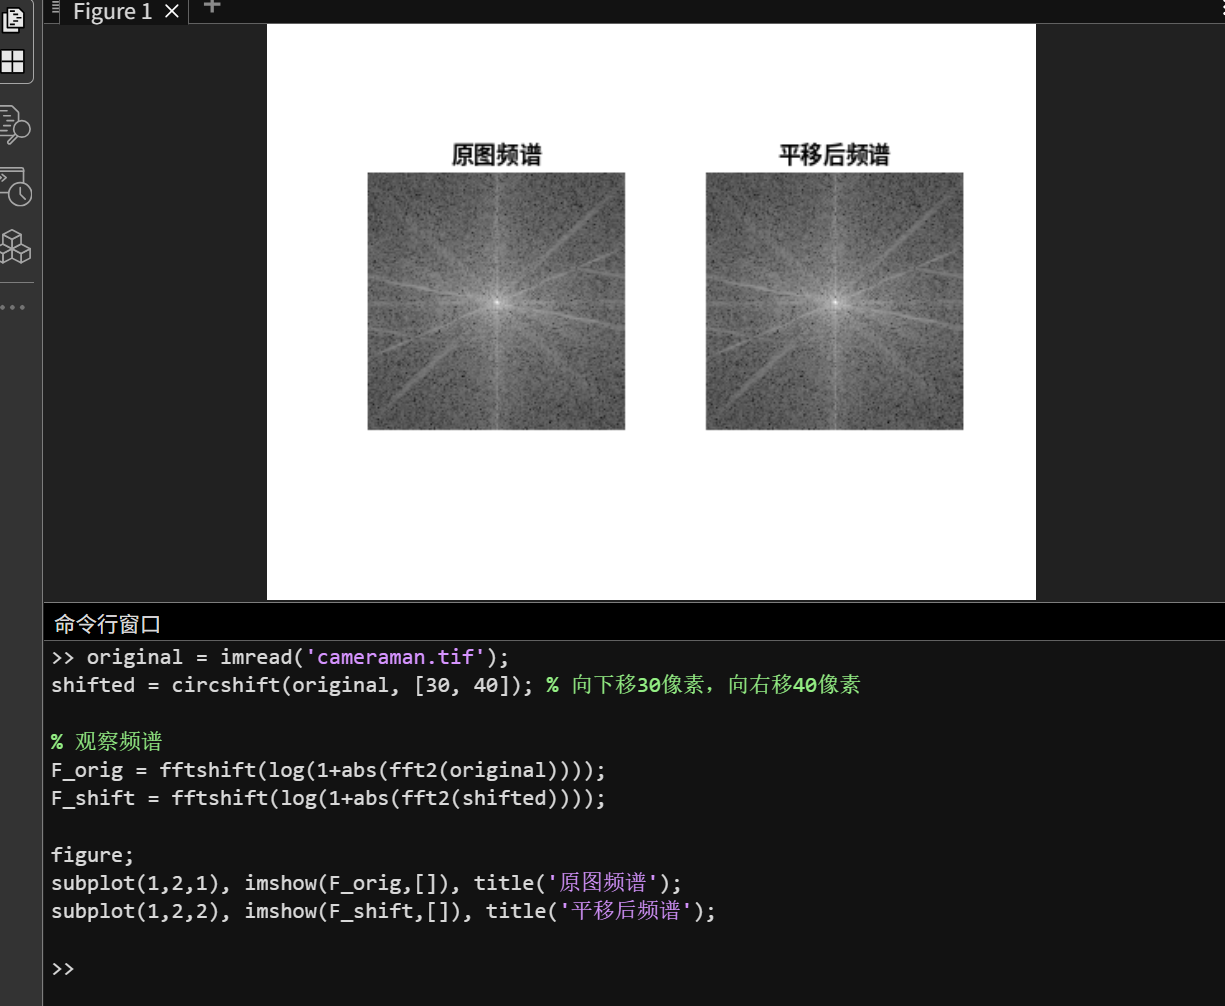 Figure 1
原图频谱
平移后频谱
命令行窗口
>> original = imread('cameraman.tif');
shifted = circshift(original, [30, 40]); % 向下移30像素，向右移40像素
% 观察频谱
F_orig = fftshift(log(1+abs(fft2(original))));
F_shift = fftshift(log(1+abs(fft2(shifted))));
figure;
subplot(1,2,1), imshow(F_orig,[]), title('原图频谱');
subplot(1,2,2), imshow(F_shift,[]), title('平移后频谱');
>>